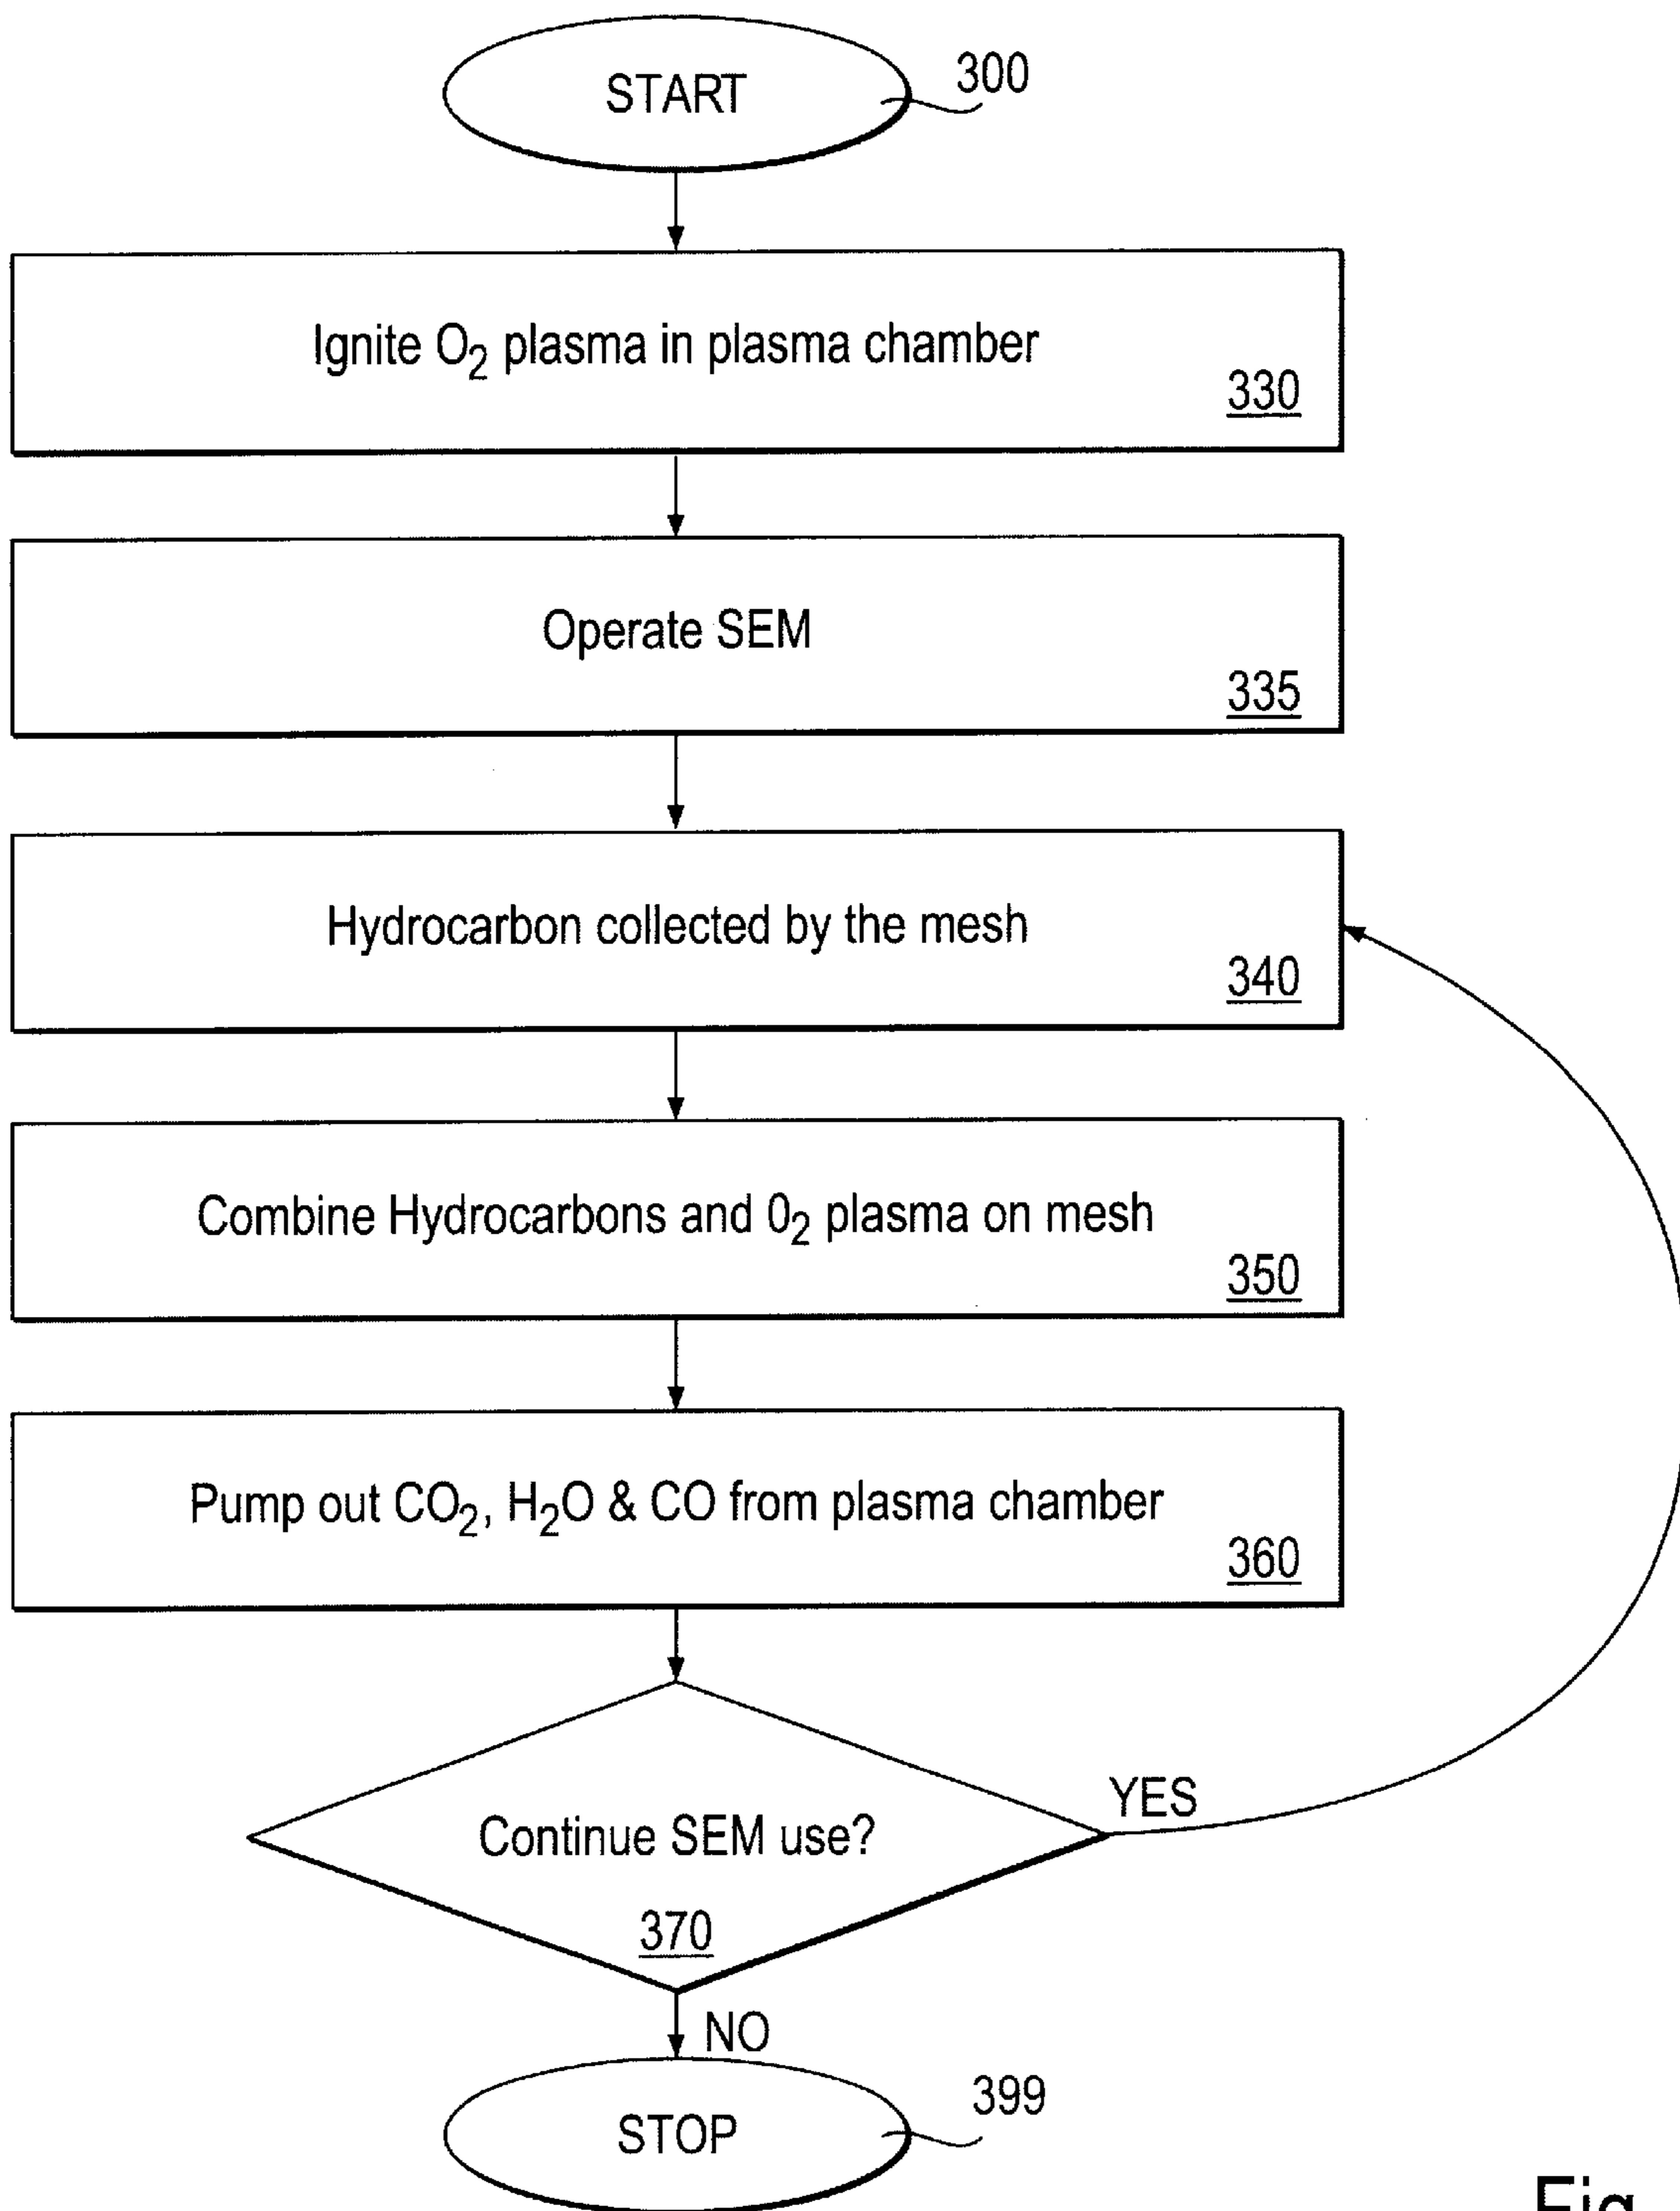 START
300
Ignite O₂ plasma in plasma chamber
330
Operate SEM
335
Hydrocarbon collected by the mesh
340
Combine Hydrocarbons and 0₂ plasma on mesh
350
Pump out CO₂, H₂O & CO from plasma chamber
360
Continue SEM use?
370
YES
NO
STOP
399
Fig